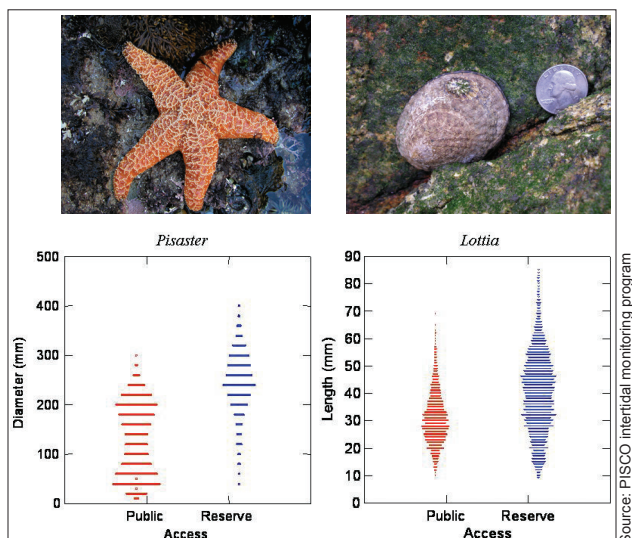 Pisaster
Lottia
500
400
300
200
100
0
Diameter (mm)
Public
Reserve
Access
90
80
70
60
50
40
30
20
10
0
Length (mm)
Public
Reserve
Access
Source: PISCO intertidal monitoring program